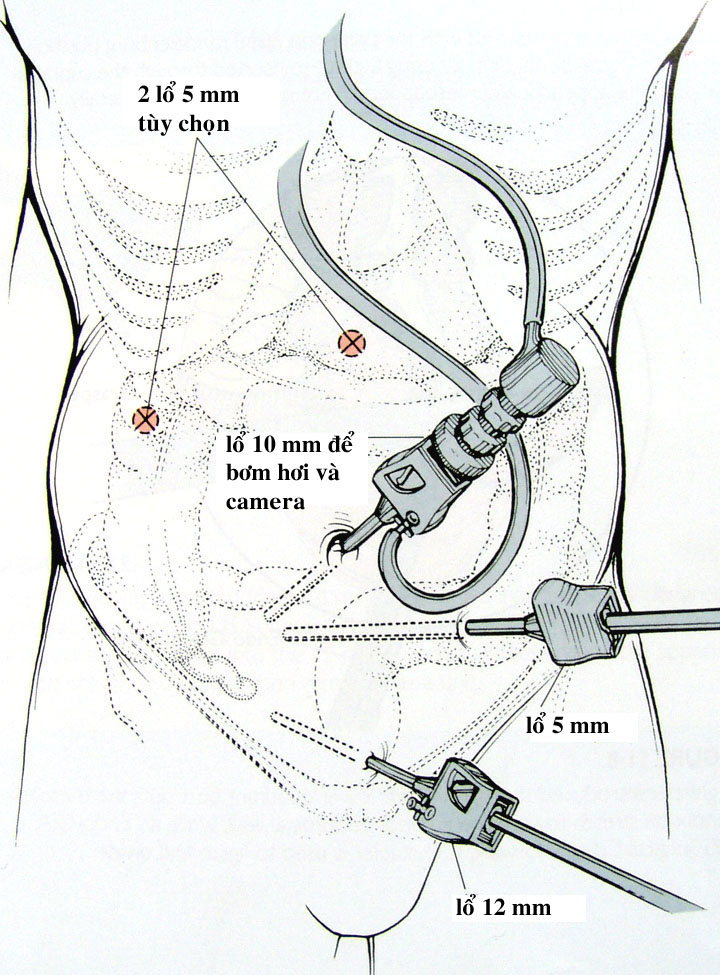 2 lổ 5 mm
tùy chọn
lổ 10 mm để
bơm hơi và
camera
lổ 5 mm
lổ 12 mm